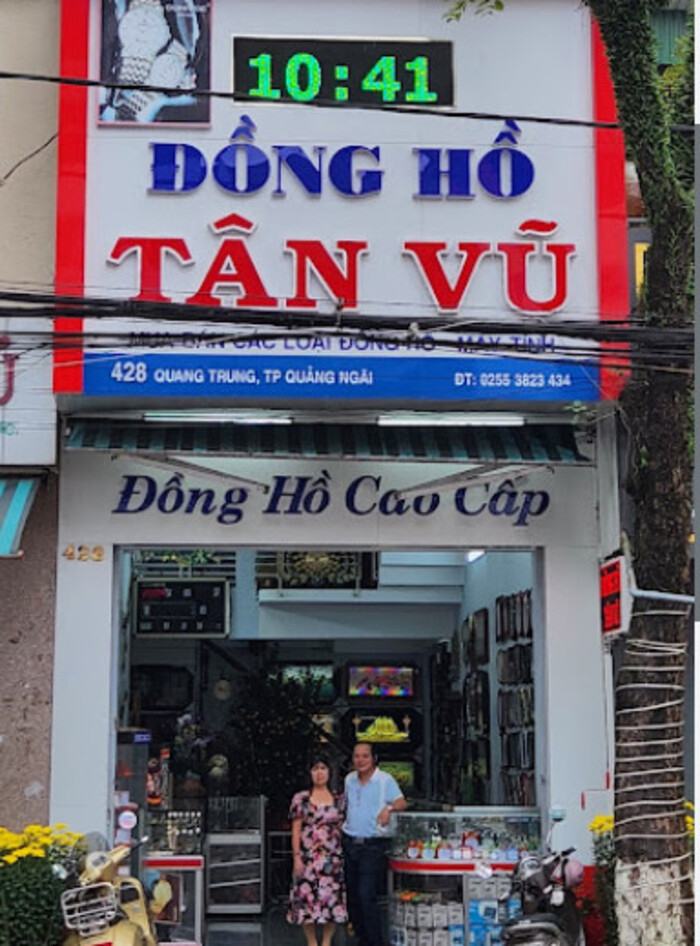 10:41
ĐỒNG HỒ
TÂN VŨ
MUA BÁN CÁC LOẠI ĐỒNG HỒ - MÁY TÍNH
428 QUANG TRUNG, TP QUẢNG NGÃI
ĐT: 0255 3823 434
Đồng Hồ Cao Cấp
428